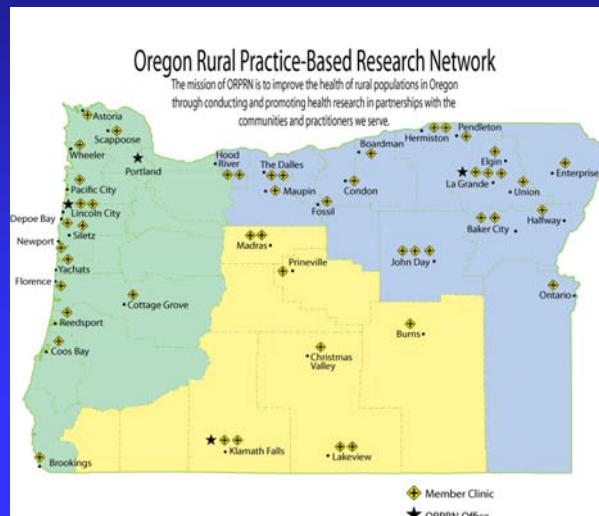 Oregon Rural Practice-Based Research Network
The mission of ORPRN is to improve the health of rural populations in Oregon
through conducting and promoting health research in partnerships with the
communities and practitioners we serve.
Astoria
Scappoose
Wheeler
Portland
Pacific City
Lincoln City
Depoe Bay
Siletz
Newport
Yachats
Florence
Cottage Grove
Reedsport
Coos Bay
Brookings
Hood
River
The Dalles
Maupin
Fossil
Condon
Boardman
Hermiston
Pendleton
Elgin
La Grande
Union
Enterprise
Halfway
Baker City
John Day
Ontario
Madras
Prineville
Burns
Christmas
Valley
Klamath Falls
Lakeview
Member Clinic
ORPRN Office